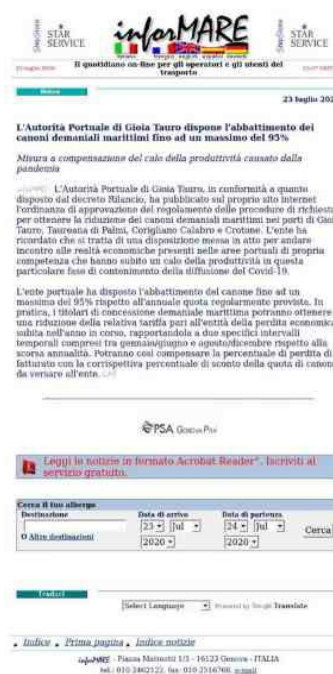 STAR
SERVICE
inforMARE
STAR
SERVICE
Il quotidiano on-line per gli operatori e gli utenti del
trasporto
23 luglio 202
L'Autorità Portuale di Gioia Tauro dispone l'abbattimento dei
canoni demaniali marittimi fino ad un massimo del 95%
Misura a compensazione del calo della produttività causato dalla
pandemia
L'Autorità Portuale di Gioia Tauro, in conformità a quanto
disposto dal decreto Rilancio, ha pubblicato sul proprio sito internet
l'ordinanza di approvazione del regolamento delle procedure di richiesta
per ottenere la riduzione dei canoni demaniali marittimi nei porti di Gioi
Tauro, Taureana di Palmi, Corigliano Calabro e Crotone. L'ente ha
ricordato che si tratta di una disposizione messa in atto per andare
incontro alle realtà economiche presenti nelle aree portuali di propria
competenza che hanno subito un calo della produttività in questa
particolare fase di contenimento della diffusione del Covid-19.
L'ente portuale ha disposto l'abbattimento del canone fino ad un
massimo del 95% rispetto all'annuale quota regolarmente prevista. In
pratica, i titolari di concessione demaniale marittima potranno ottenere
una riduzione della relativa tariffa pari all'entità della perdita economica
subita nell'anno in corso, rapportandola a due specifici intervalli
temporali compresi tra gennaio/giugno e agosto/dicembre rispetto alla
scorsa annualità. Potranno così compensare la percentuale di perdita di
fatturato con la corrispettiva percentuale di sconto della quota di canone
da versare all'ente.
PSA Genova Pra'
Leggi le notizie in formato Acrobat Reader®. Iscriviti al
servizio gratuito.
Cerca il tuo albergo
Destinazione Data di arrivo Data di partenza
23 Jul 24 Jul Cerca
Altre destinazioni 2020 2020
Traduci
Select Language Powered by Google Translate
Indice Prima pagina Indice notizie
inforMARE - Piazza Matteotti 1/3 - 16123 Genova - ITALIA
tel.: 010 2462122, fax: 010 2516768, e-mail